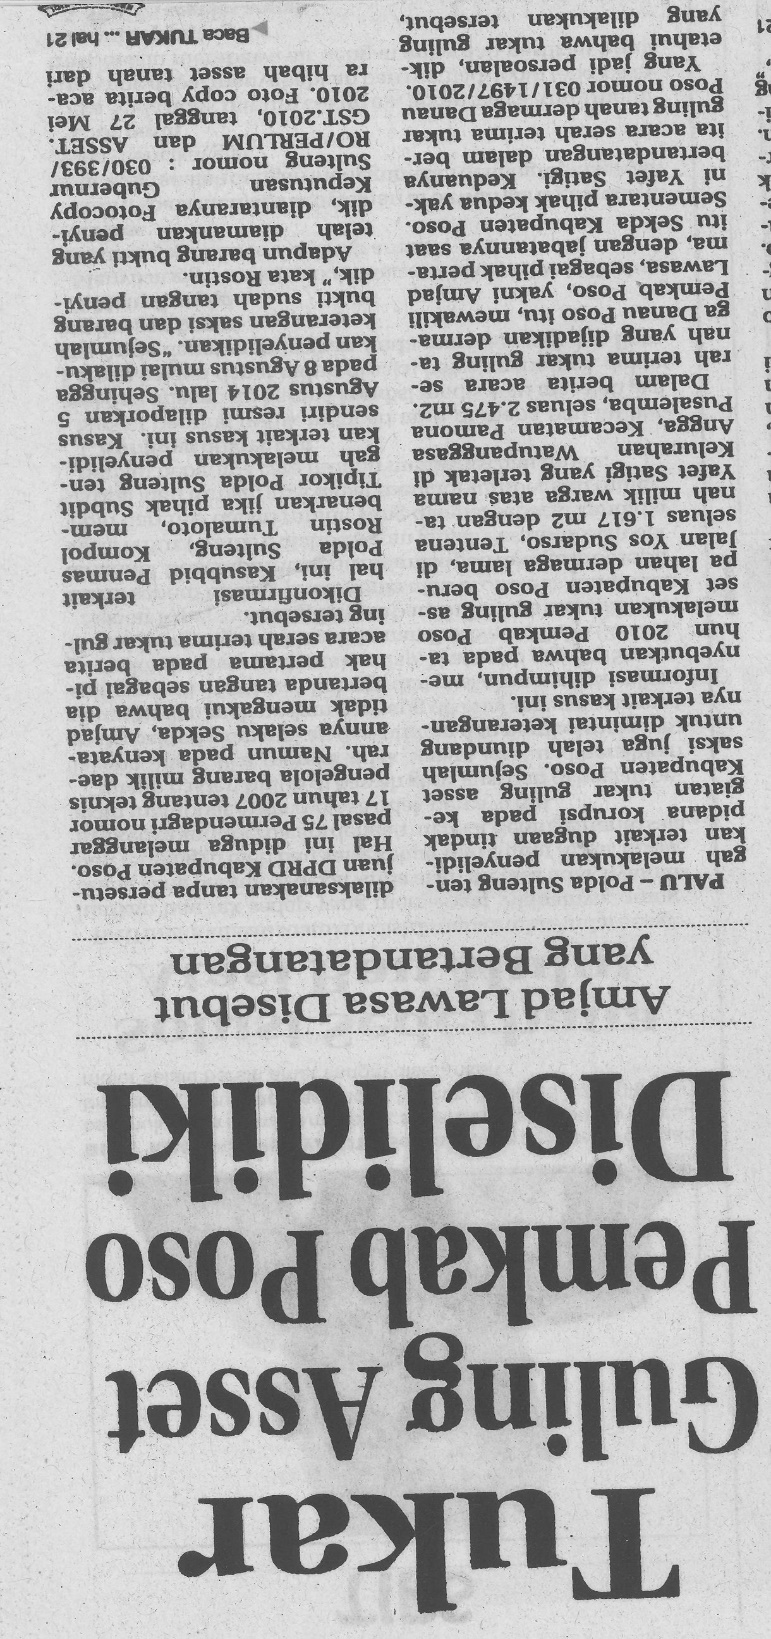 Tukar
Guling Asset
Pemkab Poso
Diselidiki
Amjad Lawasa Disebut
yang Bertandatangan
PALU – Polda Sulteng ten-
gah melakukan penyelidi-
kan terkait dugaan tindak
pidana korupsi pada ke-
giatan tukar guling asset
Kabupaten Poso. Sejumlah
saksi juga telah diundang
untuk dimintai keterangan-
nya terkait kasus ini.
Informasi dihimpun, me-
nyebutkan bahwa pada ta-
hun 2010 Pemkab Poso
melakukan tukar guling as-
set Kabupaten Poso beru-
pa lahan dermaga lama, di
Jalan Yos Sudarso, Tentena
seluas 1.617 m2 dengan ta-
nah milik warga atas nama
Yafet Satigi yang terletak di
Kelurahan Watupanggasa
Angga, Kecamatan Pamona
Pusalemba, seluas 2.475 m2.
Dalam berita acara se-
rah terima tukar guling ta-
nah yang dijadikan derma-
ga Danau Poso itu, mewakili
Pemkab Poso, yakni Amjad
Lawasa, sebagai pihak perta-
ma, dengan jabatannya saat
itu Sekda Kabupaten Poso.
Sementara pihak kedua yak-
ni Yafet Satigi. Keduanya
bertandatangan dalam ber-
ita acara serah terima tukar
guling tanah dermaga Danau
Poso nomor 031/1497/2010.
Yang jadi persoalan, dik-
etahui bahwa tukar guling
yang dilakukan tersebut,
dilaksanakan tanpa persetu-
juan DPRD Kabupaten Poso.
Hal ini diduga melanggar
pasal 75 Permendagri nomor
17 tahun 2007 tentang teknis
pengelola barang milik dae-
rah. Namun pada kenyata-
annya selaku Sekda, Amjad
tidak mengakui bahwa dia
bertanda tangan sebagai pi-
hak pertama pada berita
acara serah terima tukar gul-
ing tersebut.
Dikonfirmasi terkait
hal ini, Kasubbid Penmas
Polda Sulteng, Kompol
Rostin Tumaloto, mem-
benarkan jika pihak Subdit
Tipikor Polda Sulteng ten-
gah melakukan penyelidi-
kan terkait kasus ini. Kasus
sendiri resmi dilaporkan 5
Agustus 2014 lalu. Sehingga
pada 8 Agustus mulai dilaku-
kan penyelidikan. "Sejumlah
keterangan saksi dan barang
bukti sudah tangan penyi-
dik," kata Rostin.
Adapun barang bukti yang
telah diamankan penyi-
dik, diantaranya Fotocopy
Keputusan Gubernur
Sulteng nomor : 030/393/
RO/PERLUM dan ASSET.
GST.2010, tanggal 27 Mei
2010. Foto copy berita aca-
ra hibah asset tanah dari
Baca TUKAR ... hal 21